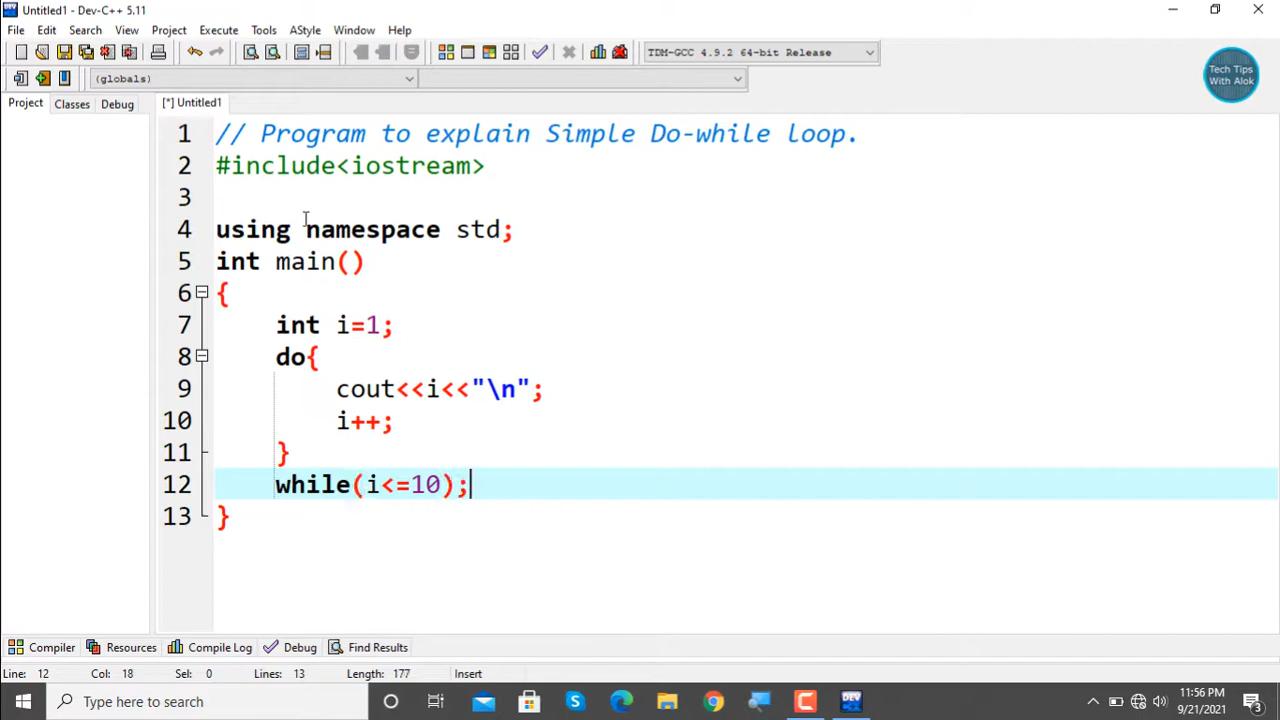 Untitled1 - Dev-C++ 5.11
File Edit Search View Project Execute Tools AStyle Window Help
TDM-GCC 4.9.2 64-bit Release
(globals)
Tech Tips
With Alok
Project Classes Debug
[*] Untitled1
1 // Program to explain Simple Do-while loop.
2 #include<iostream>
3
4 using namespace std;
5 int main()
6 {
7 int i=1;
8 do{
9 cout<<i<<"\n";
10 i++;
11 }
12 while(i<=10);
13 }
Compiler Resources Compile Log Debug Find Results
Line: 12 Col: 18 Sel: 0 Lines: 13 Length: 177 Insert
Type here to search
DEV
11:56 PM
9/21/2021
3